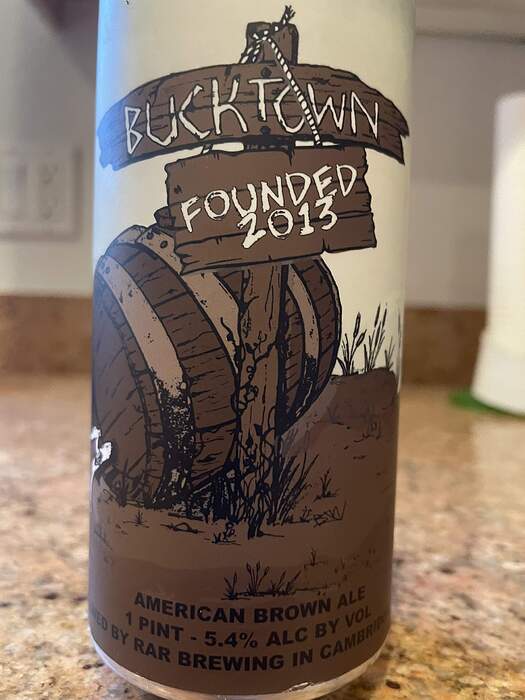 BUCKTOWN
FOUNDED
2013
AMERICAN BROWN ALE
1 PINT - 5.4% ALC BY VOL
BY RAR BREWING IN